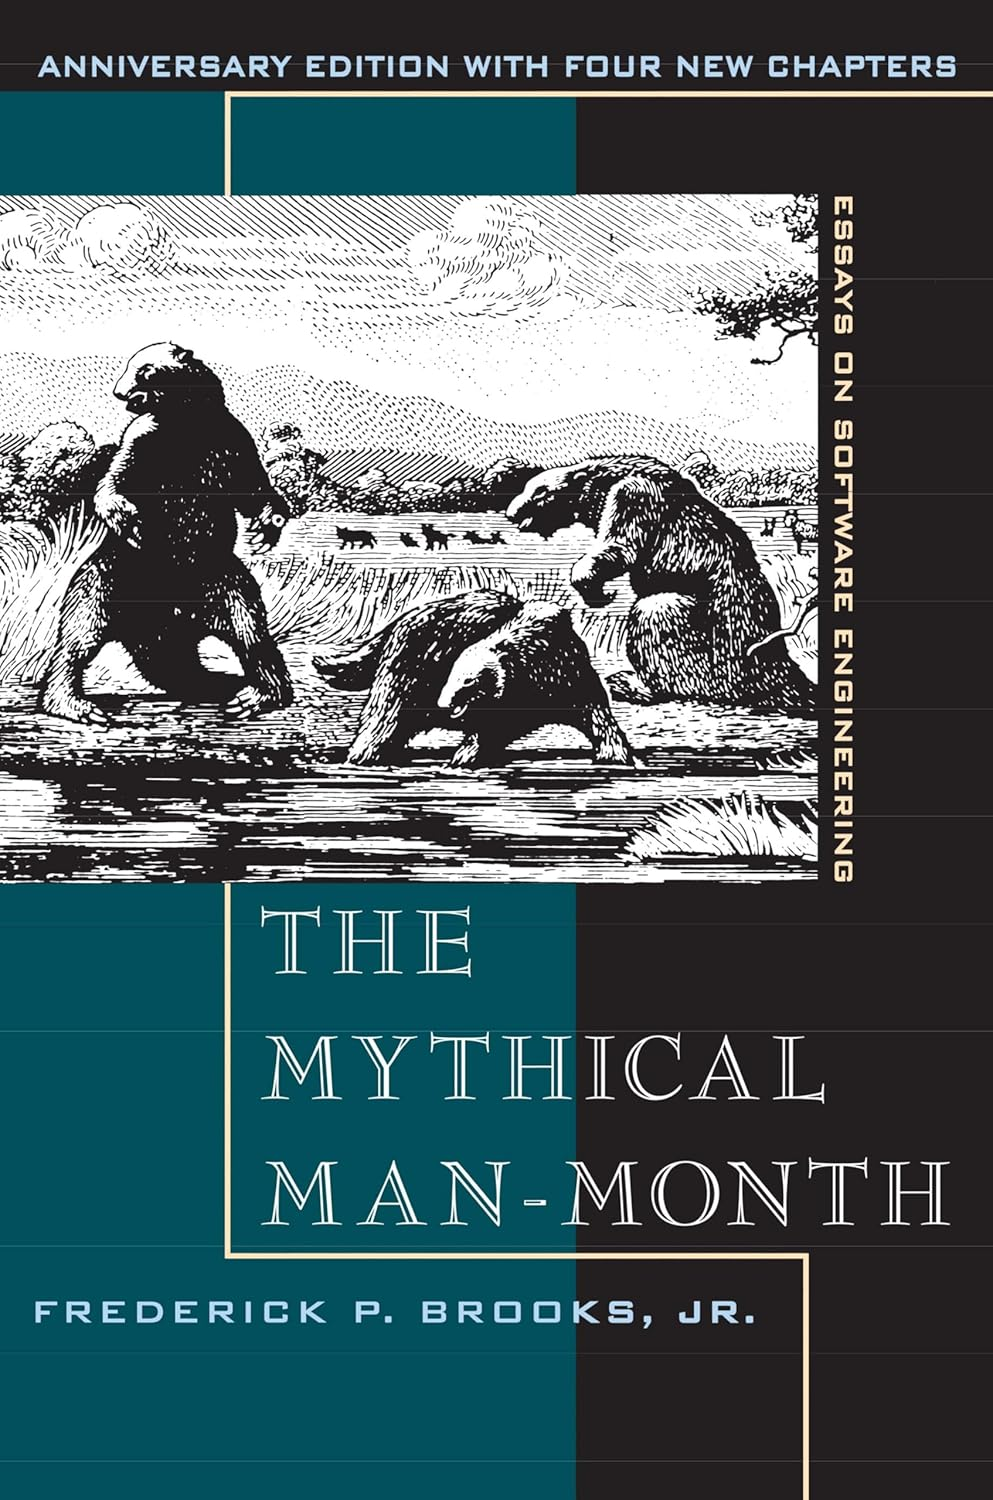 ANNIVERSARY EDITION WITH FOUR NEW CHAPTERS
ESSAYS ON SOFTWARE ENGINEERING
THE
MYTHICAL
MAN-MONTH
FREDERICK P. BROOKS, JR.